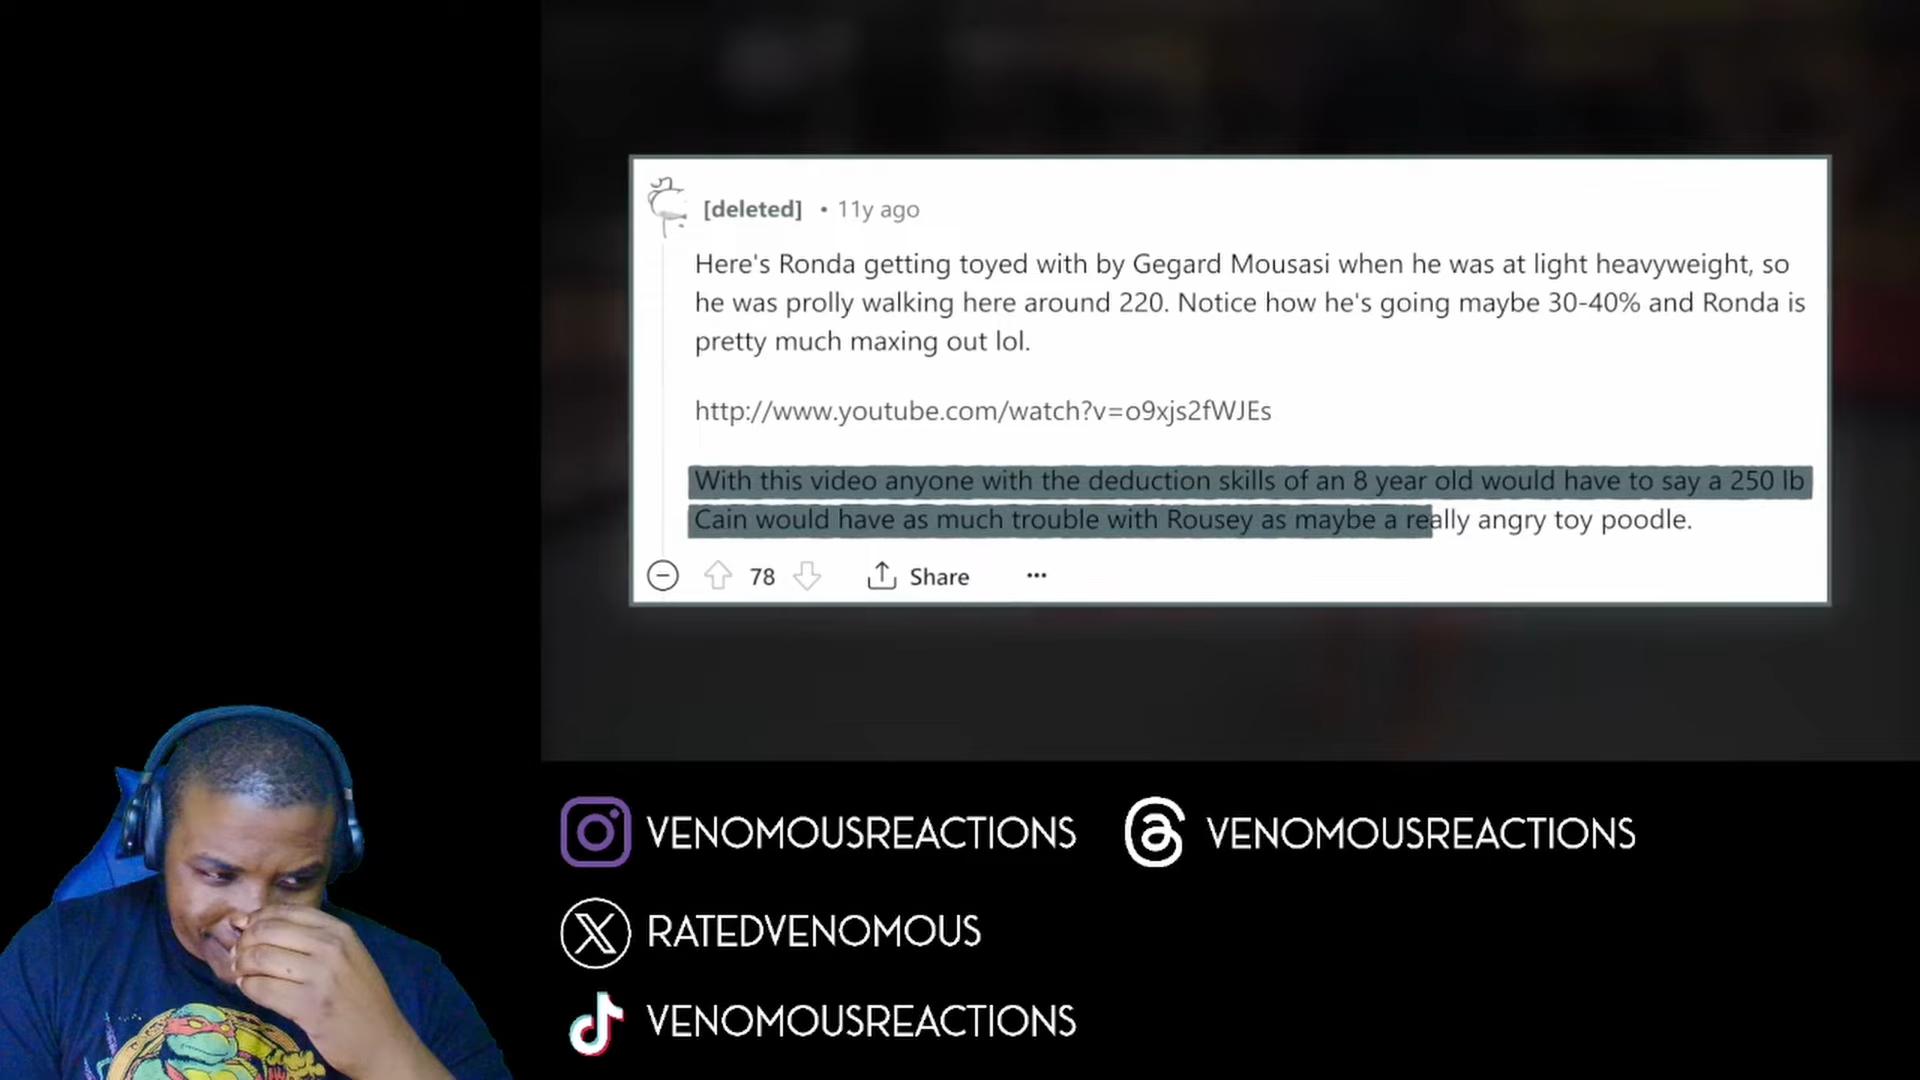 [deleted] • 11y ago
Here's Ronda getting toyed with by Gegard Mousasi when he was at light heavyweight, so
he was prolly walking here around 220. Notice how he's going maybe 30-40% and Ronda is
pretty much maxing out lol.
http://www.youtube.com/watch?v=o9xjs2fWJEs
With this video anyone with the deduction skills of an 8 year old would have to say a 250 lb
Cain would have as much trouble with Rousey as maybe a really angry toy poodle.
78 Share ...
VENOMOUSREACTIONS VENOMOUSREACTIONS
RATEDVENOMOUS
VENOMOUSREACTIONS